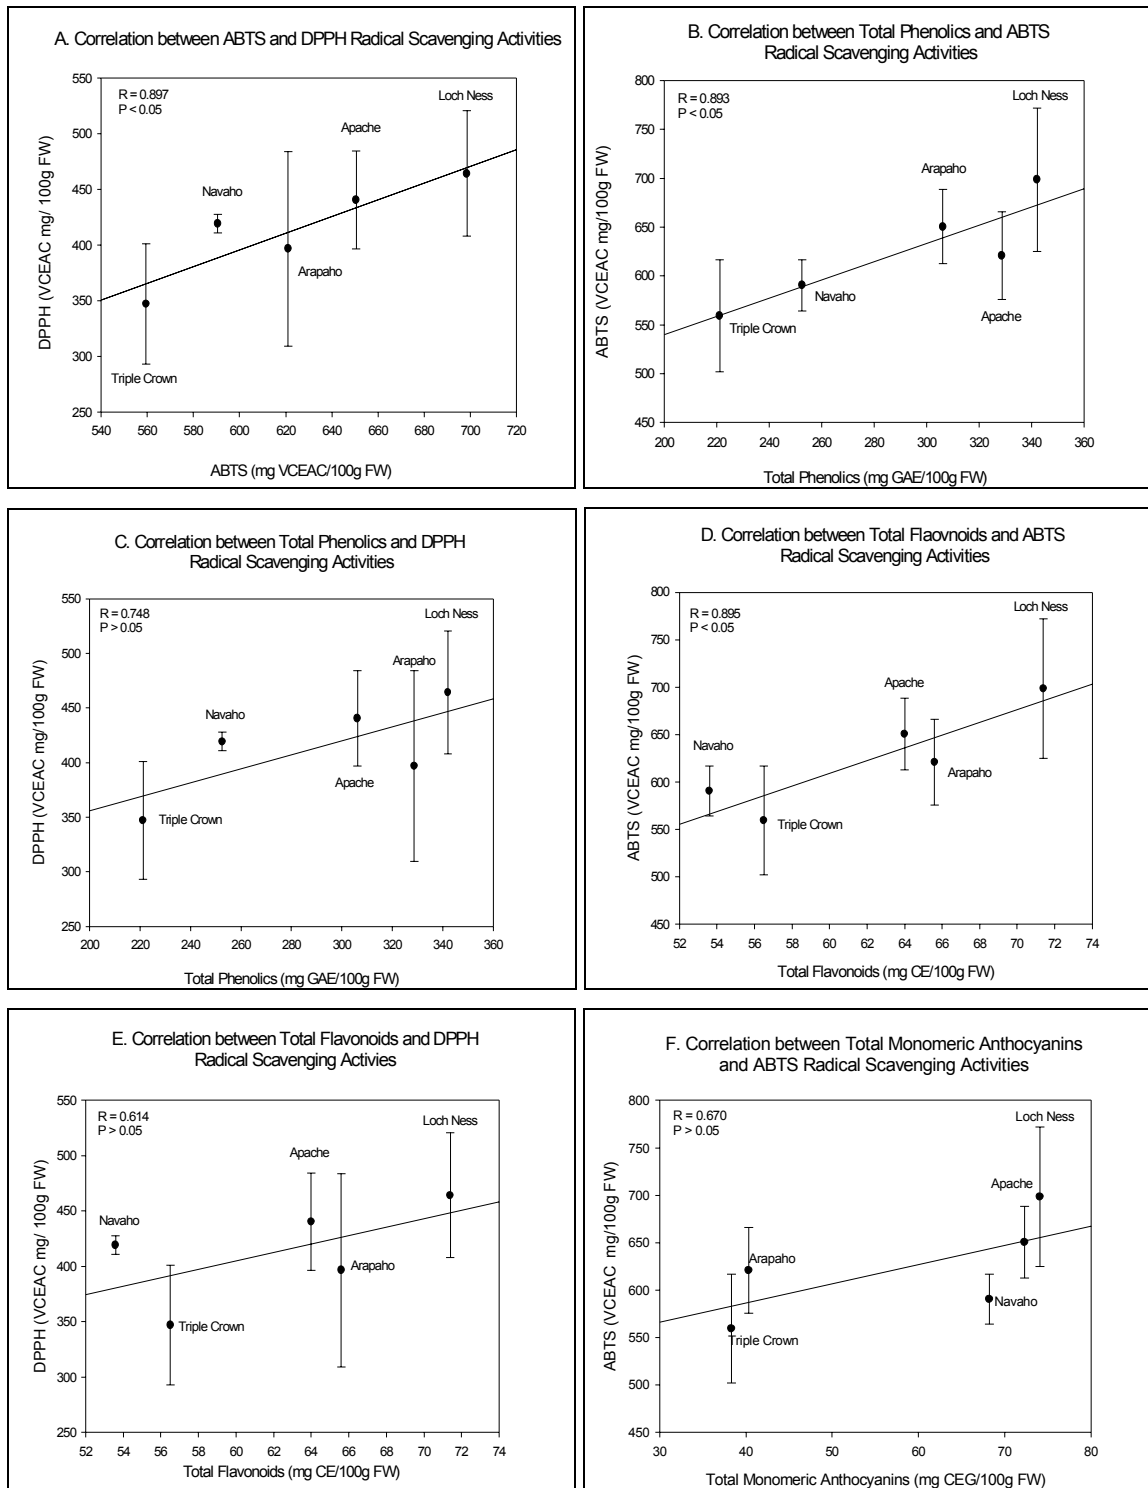 A. Correlation between ABTS and DPPH Radical Scavenging Activities
R = 0.897
P < 0.05
Loch Ness
Apache
Navaho
Arapaho
Triple Crown
DPPH (VCEAC mg/ 100g FW)
550
500
450
400
350
300
250
540 560 580 600 620 640 660 680 700 720
ABTS (mg VCEAC/100g FW)
B. Correlation between Total Phenolics and ABTS
Radical Scavenging Activities
R = 0.893
P < 0.05
Loch Ness
Arapaho
Navaho
Apache
Triple Crown
ABTS (VCEAC mg/100g FW)
800
750
700
650
600
550
500
450
200 220 240 260 280 300 320 340 360
Total Phenolics (mg GAE/100g FW)
C. Correlation between Total Phenolics and DPPH
Radical Scavenging Activities
R = 0.748
P > 0.05
Loch Ness
Arapaho
Navaho
Apache
Triple Crown
DPPH (VCEAC mg/100g FW)
550
500
450
400
350
300
250
200 220 240 260 280 300 320 340 360
Total Phenolics (mg GAE/100g FW)
D. Correlation between Total Flaovnoids and ABTS
Radical Scavenging Activities
R = 0.895
P < 0.05
Loch Ness
Apache
Navaho
Arapaho
Triple Crown
ABTS (VCEAC mg/100g FW)
800
750
700
650
600
550
500
450
52 54 56 58 60 62 64 66 68 70 72 74
Total Flavonoids (mg CE/100g FW)
E. Correlation between Total Flavonoids and DPPH
Radical Scavenging Activies
R = 0.614
P > 0.05
Loch Ness
Apache
Navaho
Arapaho
Triple Crown
DPPH (VCEAC mg/ 100g FW)
550
500
450
400
350
300
250
52 54 56 58 60 62 64 66 68 70 72 74
Total Flavonoids (mg CE/100g FW)
F. Correlation between Total Monomeric Anthocyanins
and ABTS Radical Scavenging Activities
R = 0.670
P > 0.05
Loch Ness
Apache
Arapaho
Navaho
Triple Crown
ABTS (VCEAC mg/100g FW)
800
750
700
650
600
550
500
450
30 40 50 60 70 80
Total Monomeric Anthocyanins (mg CEG/100g FW)